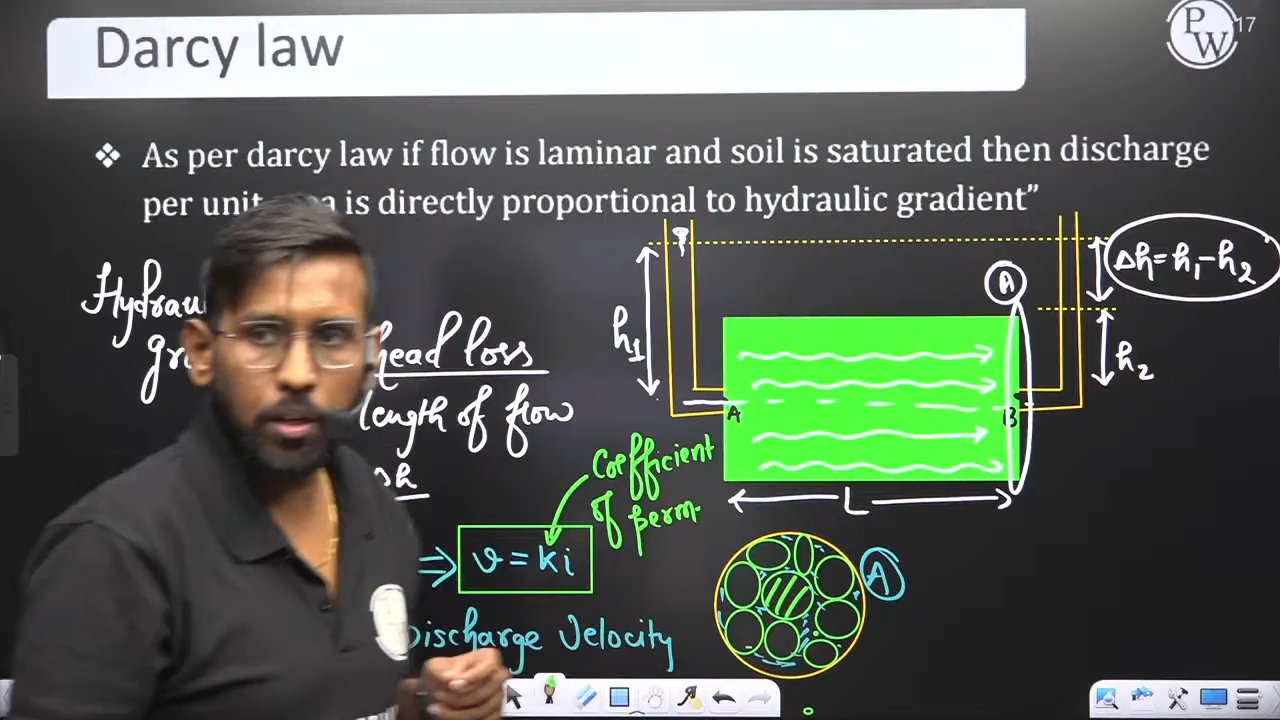 Darcy law
PW
17
❖ As per darcy law if flow is laminar and soil is saturated then discharge
per unit is directly proportional to hydraulic gradient"
Δh = h₁ - h₂
A
h₁
h₂
head loss
length of flow
A
B
L
Coefficient
of perm.
⇒ v = ki
Discharge Velocity
A
PW